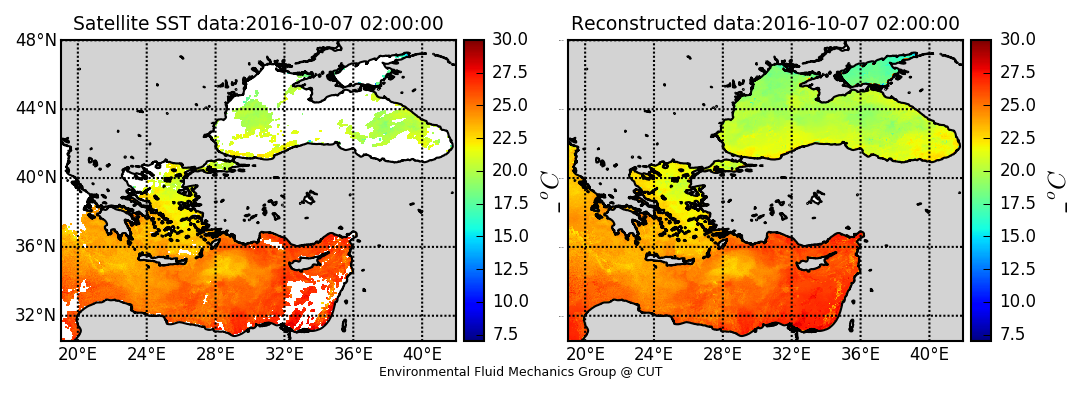 Satellite SST data:2016-10-07 02:00:00
48°N
44°N
40°N
36°N
32°N
20°E 24°E 28°E 32°E 36°E 40°E
30.0
27.5
25.0
22.5
20.0
17.5
15.0
12.5
10.0
7.5
_°C
Reconstructed data:2016-10-07 02:00:00
20°E 24°E 28°E 32°E 36°E 40°E
30.0
27.5
25.0
22.5
20.0
17.5
15.0
12.5
10.0
7.5
_°C
Environmental Fluid Mechanics Group @ CUT